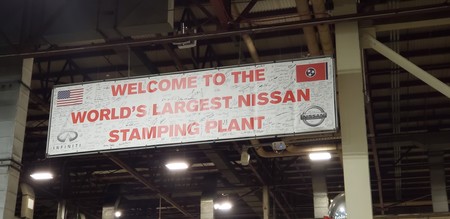 WELCOME TO THE
WORLD'S LARGEST NISSAN
STAMPING PLANT
INFINITI
NISSAN